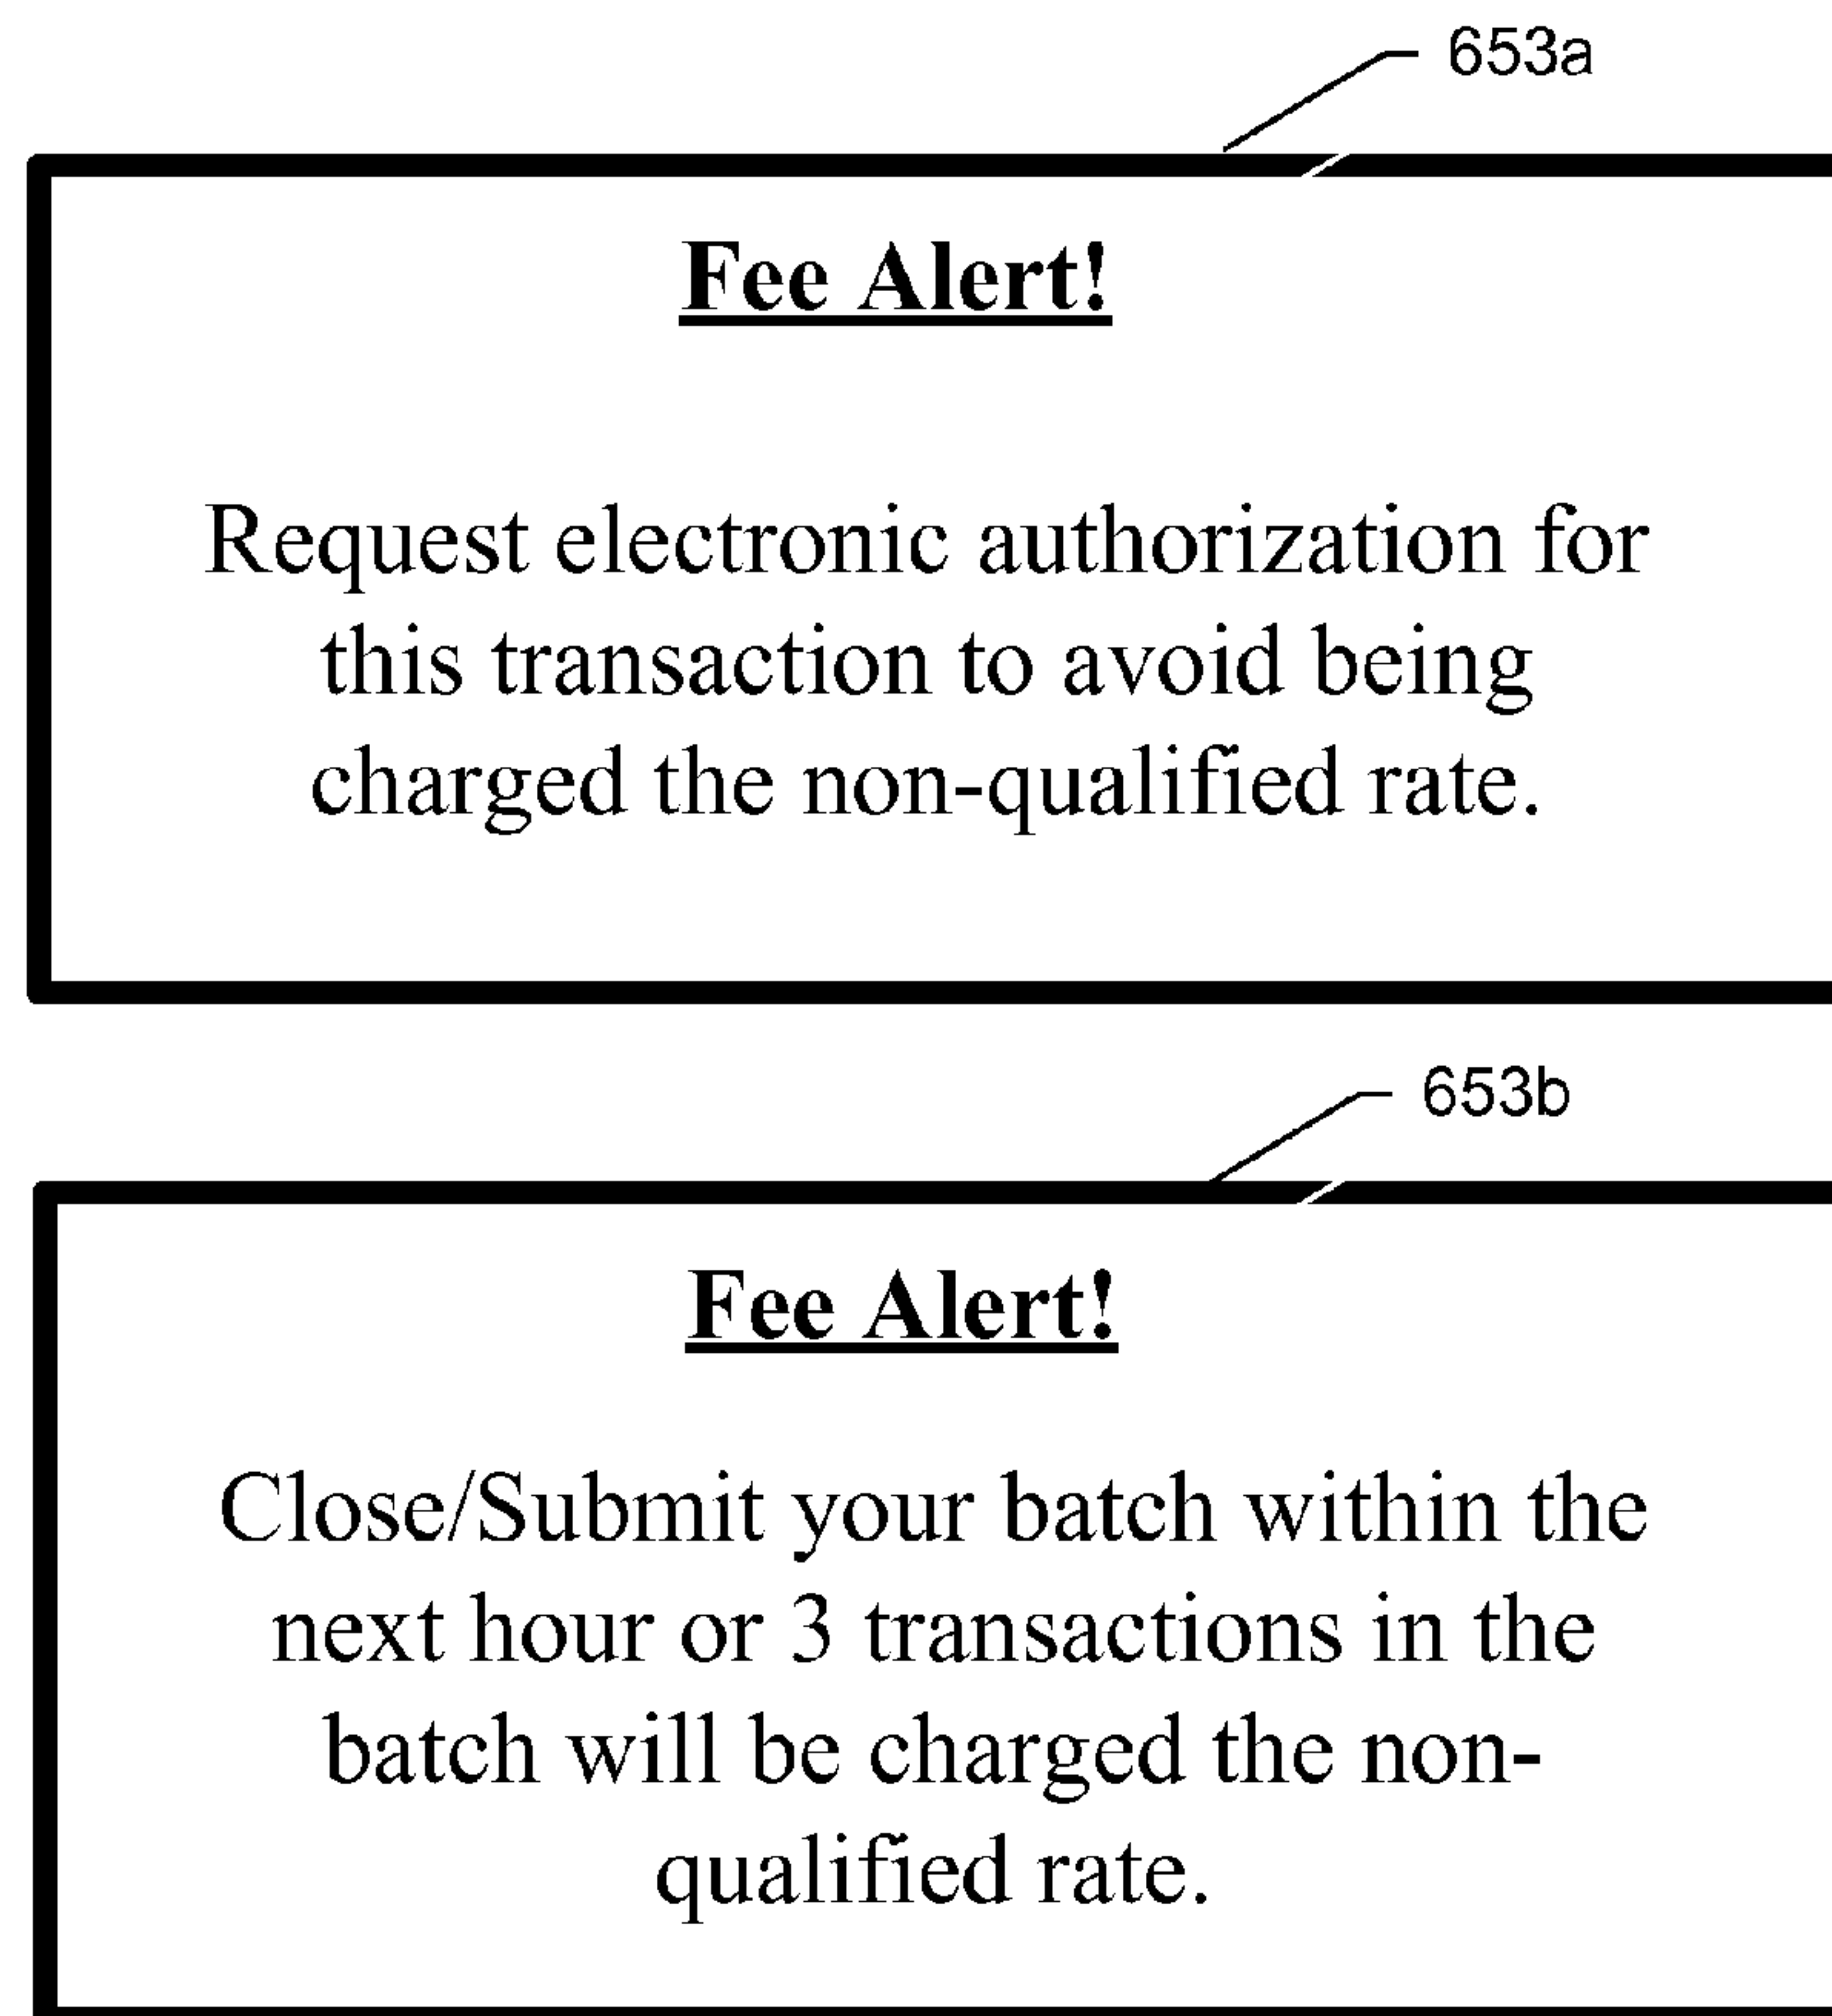 653a
Fee Alert!
Request electronic authorization for
this transaction to avoid being
charged the non-qualified rate.
653b
Fee Alert!
Close/Submit your batch within the
next hour or 3 transactions in the
batch will be charged the non-
qualified rate.